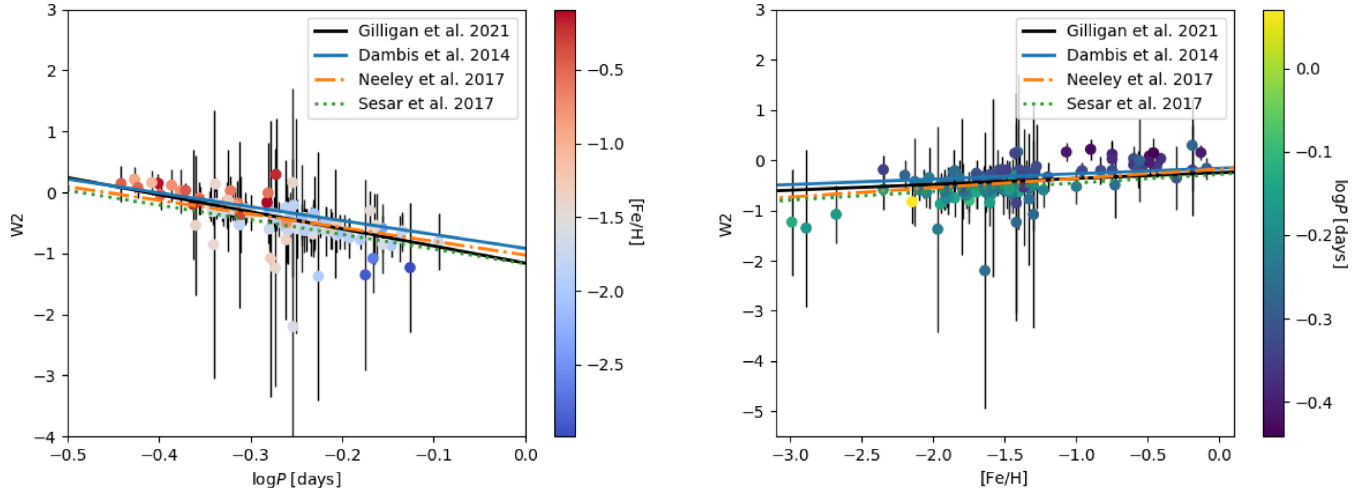 3
2
1
0
−1
−2
−3
−4
W2
−0.5
−0.4
−0.3
−0.2
−0.1
0.0
logP [days]
Gilligan et al. 2021
Dambis et al. 2014
Neeley et al. 2017
Sesar et al. 2017
−0.5
−1.0
−1.5
−2.0
−2.5
[Fe/H]
3
2
1
0
−1
−2
−3
−4
−5
W2
−3.0
−2.5
−2.0
−1.5
−1.0
−0.5
0.0
[Fe/H]
Gilligan et al. 2021
Dambis et al. 2014
Neeley et al. 2017
Sesar et al. 2017
0.0
−0.1
−0.2
−0.3
−0.4
logP [days]